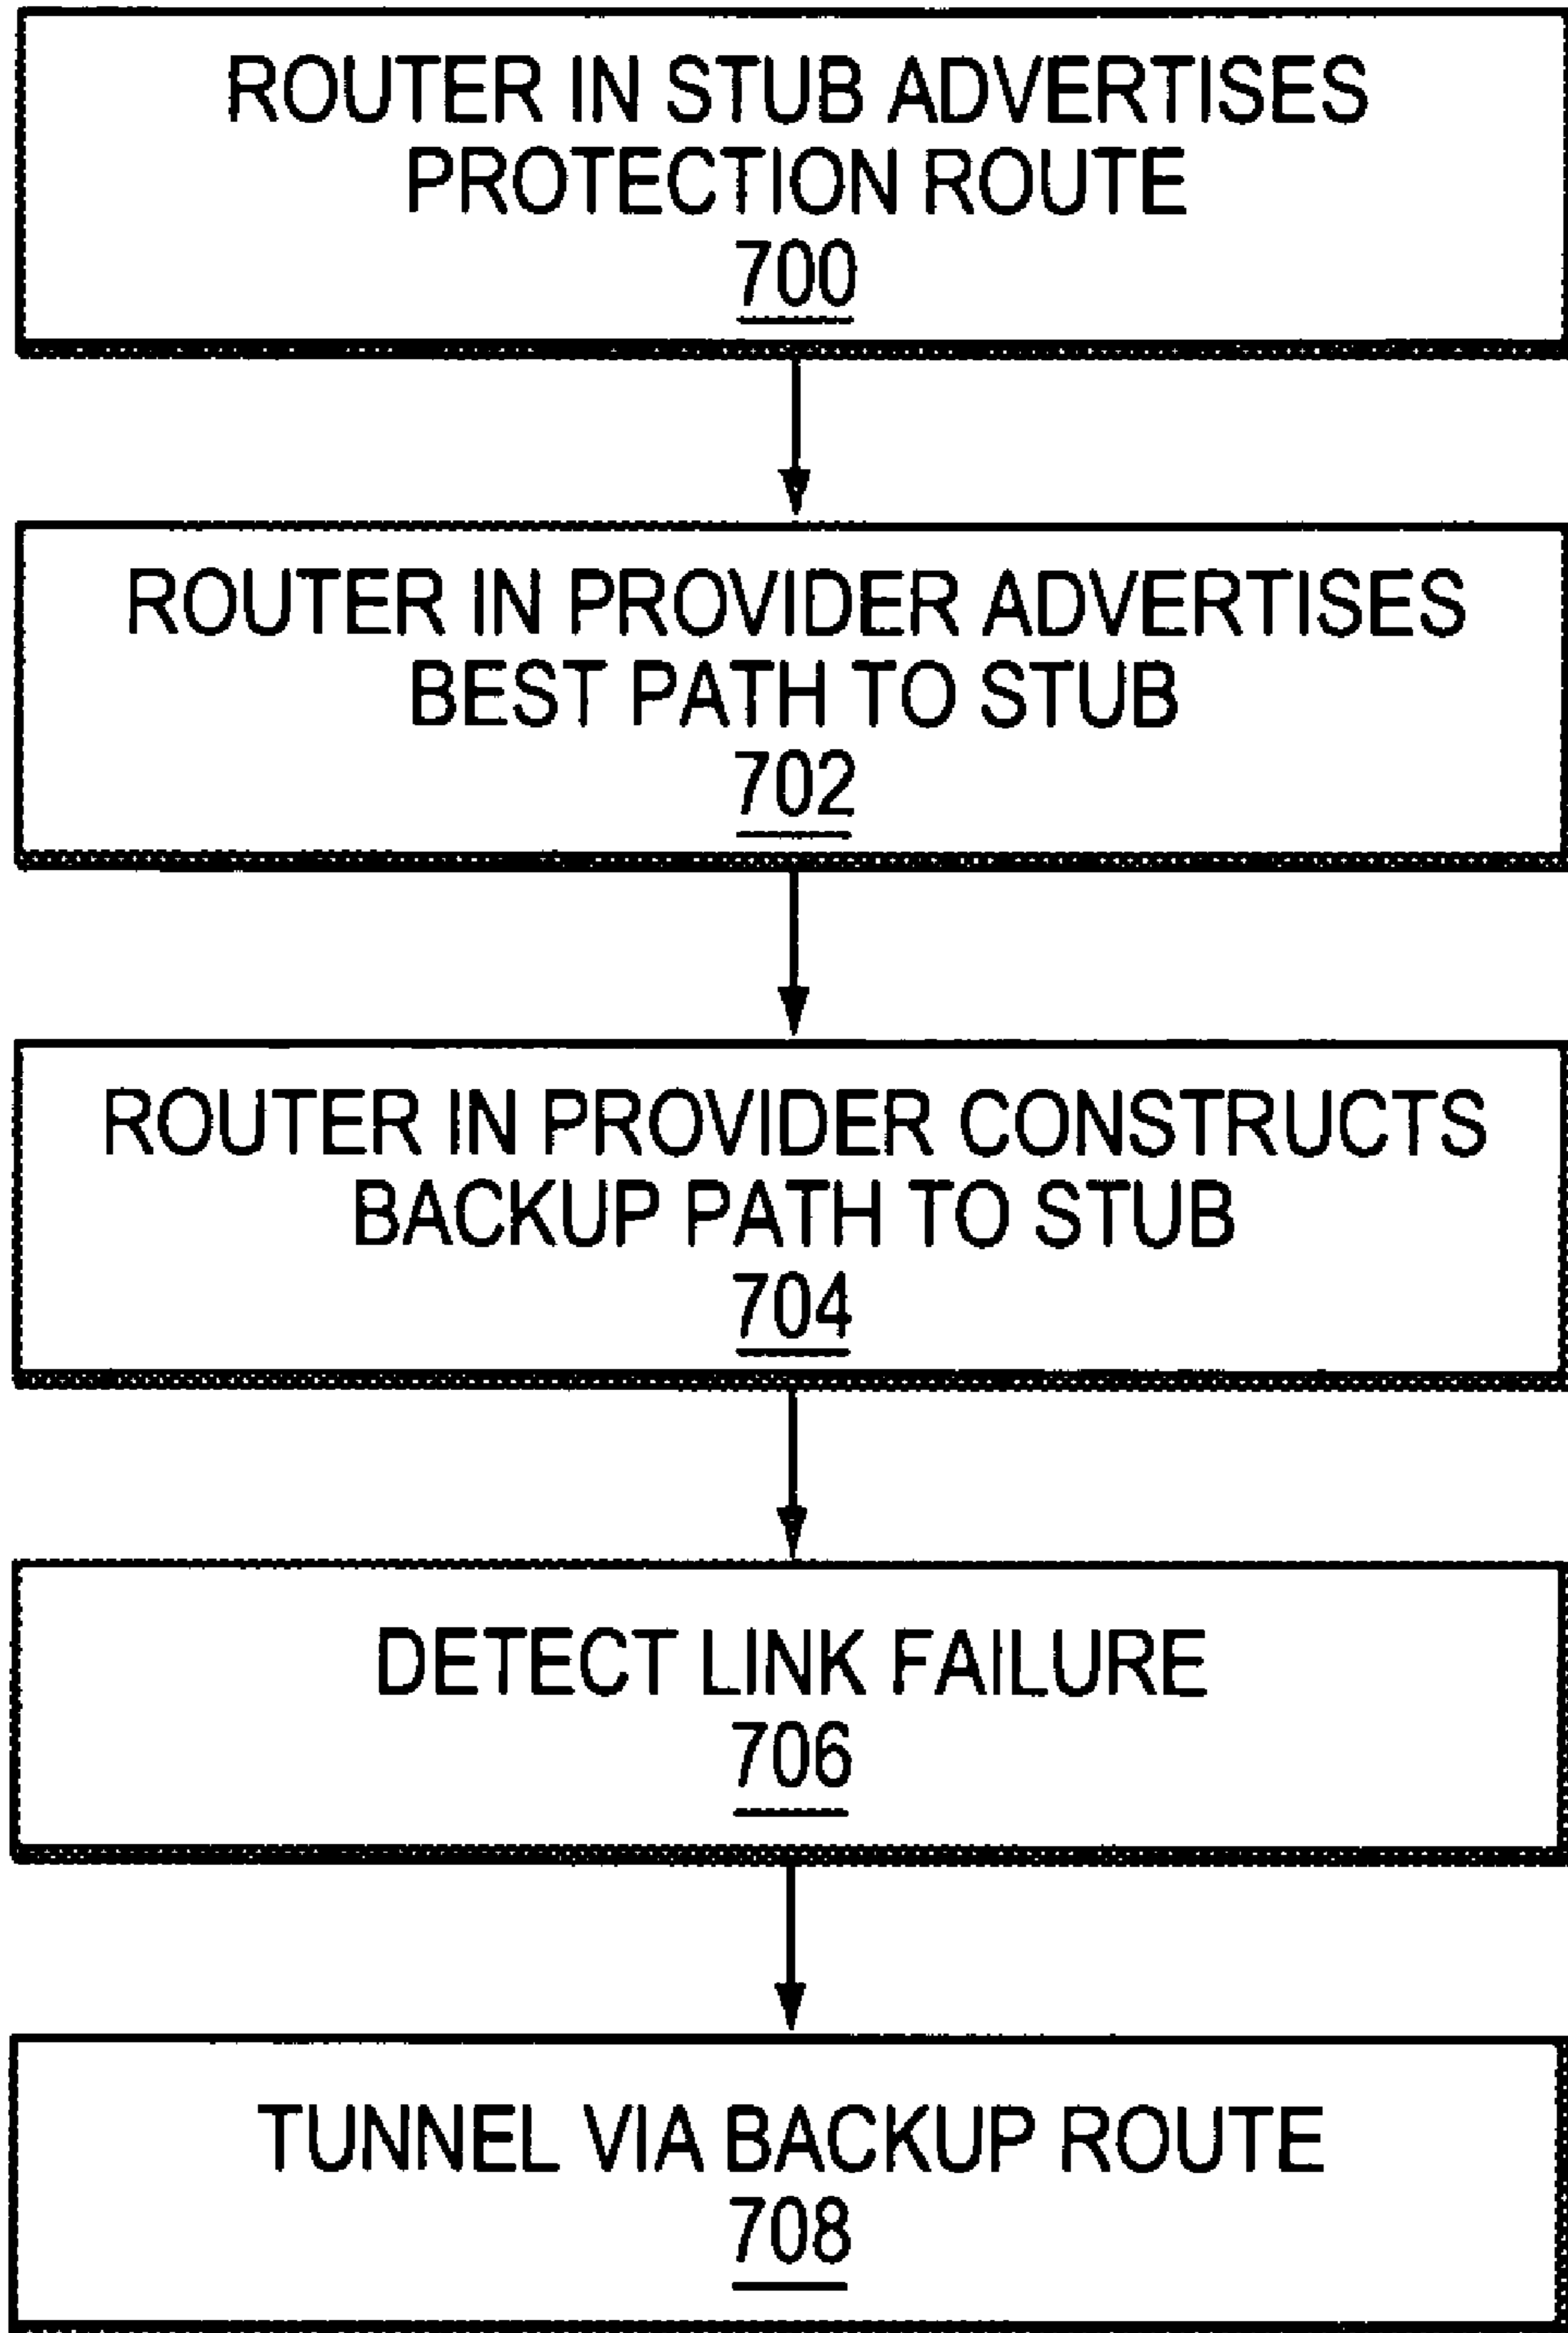 ROUTER IN STUB ADVERTISES
PROTECTION ROUTE
700
ROUTER IN PROVIDER ADVERTISES
BEST PATH TO STUB
702
ROUTER IN PROVIDER CONSTRUCTS
BACKUP PATH TO STUB
704
DETECT LINK FAILURE
706
TUNNEL VIA BACKUP ROUTE
708